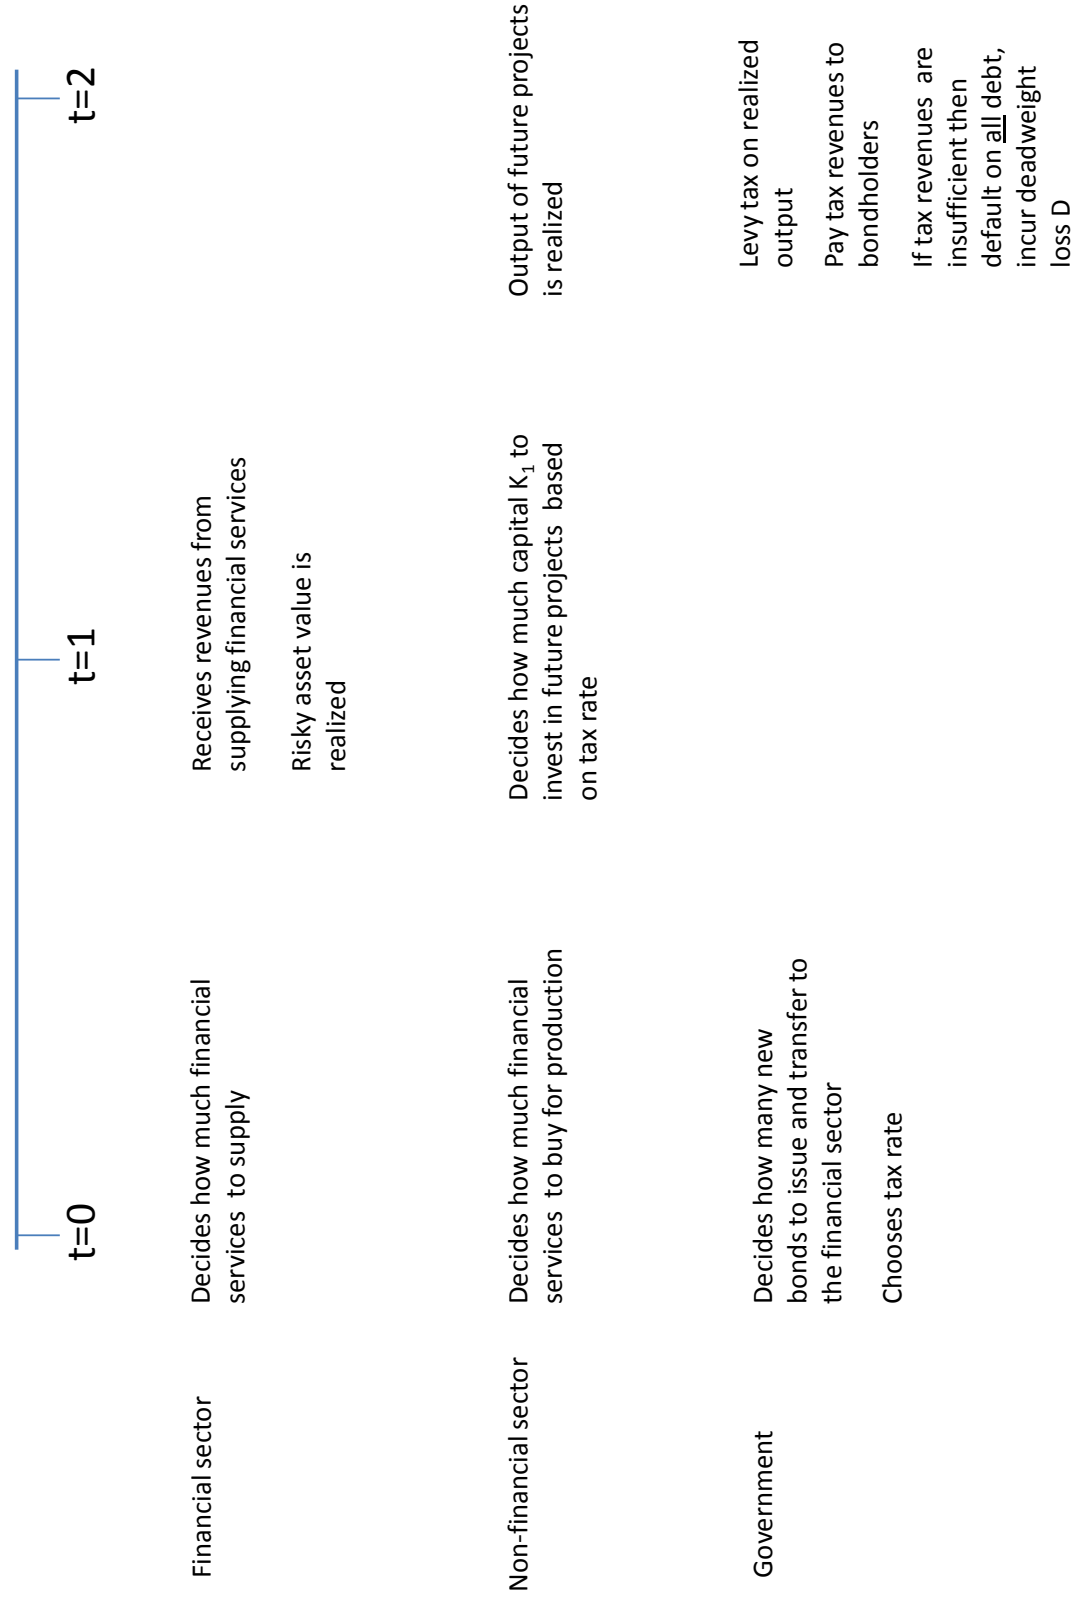 t=0
t=1
t=2
Financial sector
Decides how much financial
services to supply
Receives revenues from
supplying financial services
Risky asset value is
realized
Non-financial sector
Decides how much financial
services to buy for production
Decides how much capital K₁ to
invest in future projects based
on tax rate
Output of future projects
is realized
Government
Decides how many new
bonds to issue and transfer to
the financial sector
Chooses tax rate
Levy tax on realized
output
Pay tax revenues to
bondholders
If tax revenues are
insufficient then
default on all debt,
incur deadweight
loss D